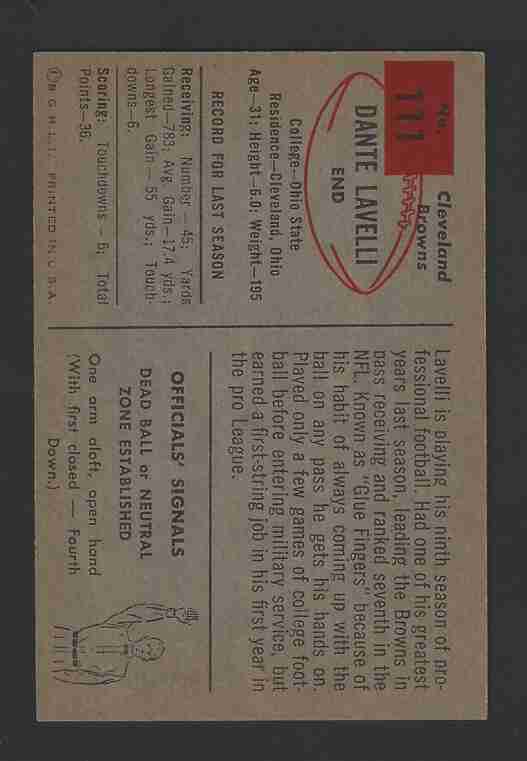 No.
111
Cleveland
Browns
DANTE LAVELLI
END
College—Ohio State
Residence—Cleveland, Ohio
Age—31; Height—6.0; Weight—195
RECORD FOR LAST SEASON
Receiving: Number — 45; Yards
Gained—783; Avg Gain—17.4 yds.;
Longest Gain — 55 yds.; Touch-
downs—6.
Scoring: Touchdowns — 6; Total
Points—36.
© B.G.H.L.I. PRINTED IN U.S.A.
Lavelli is playing his ninth season of pro-
fessional football. Had one of his greatest
years last season, leading the Browns in
pass receiving and ranked seventh in the
NFL. Known as "Glue Fingers" because of
his habit of always coming up with the
ball on any pass he gets his hands on.
Played only a few games of college foot-
ball before entering military service, but
earned a first-string job in his first year in
the pro League.
OFFICIALS' SIGNALS
DEAD BALL or NEUTRAL
ZONE ESTABLISHED
One arm aloft, open hand
(With first closed — Fourth
Down.)